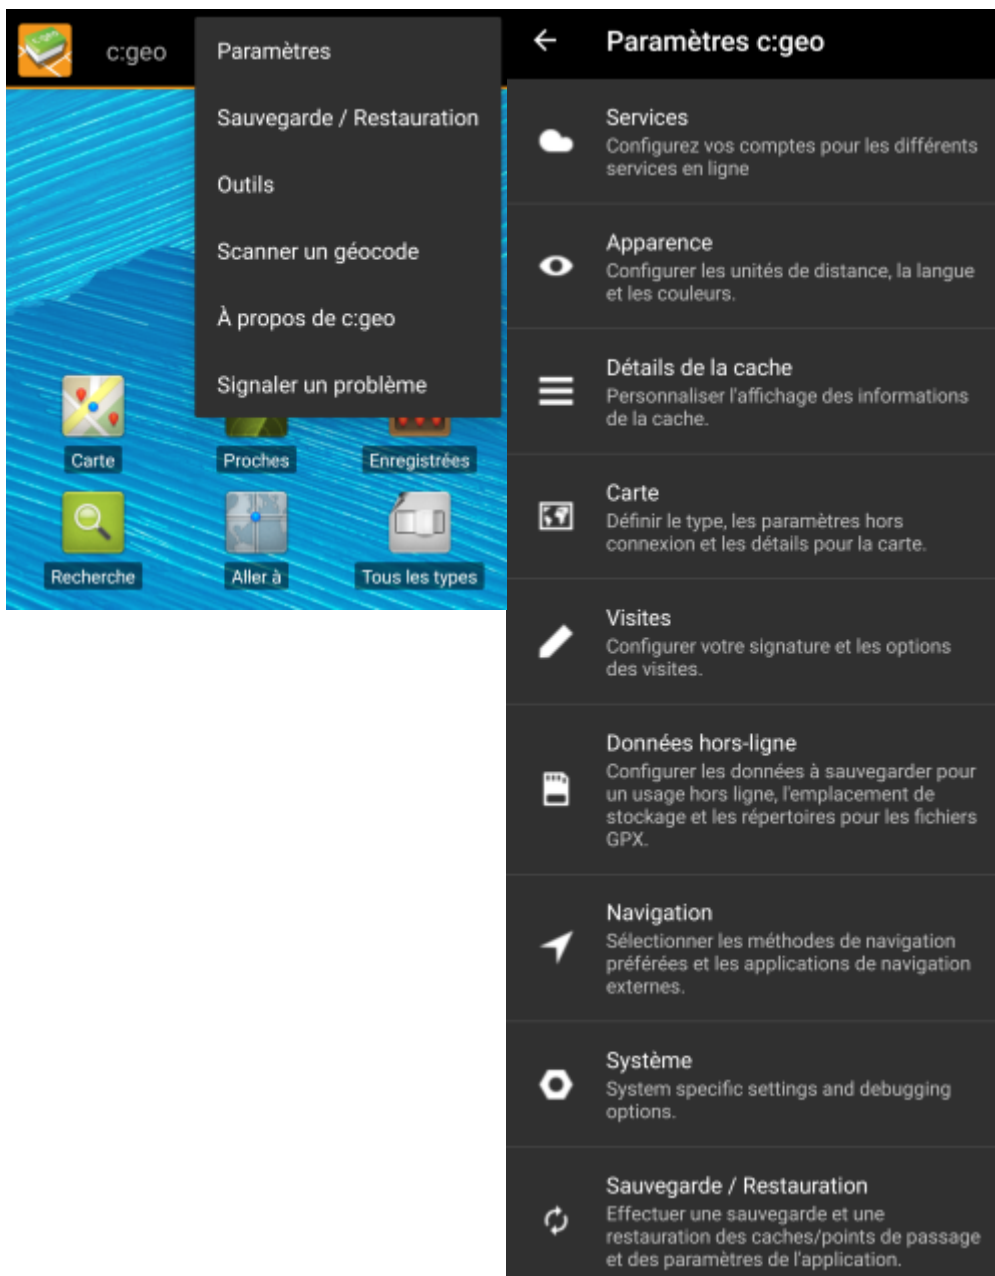 c:geo
Paramètres
Sauvegarde / Restauration
Outils
Scanner un géocode
À propos de c:geo
Signaler un problème
Carte
Proches
Enregistrées
Recherche
Aller à
Tous les types
Paramètres c:geo
Services
Configurez vos comptes pour les différents
services en ligne
Apparence
Configurer les unités de distance, la langue
et les couleurs.
Détails de la cache
Personnaliser l'affichage des informations
de la cache.
Carte
Définir le type, les paramètres hors
connexion et les détails pour la carte.
Visites
Configurer votre signature et les options
des visites.
Données hors-ligne
Configurer les données à sauvegarder pour
un usage hors ligne, l'emplacement de
stockage et les répertoires pour les fichiers
GPX.
Navigation
Sélectionner les méthodes de navigation
préférées et les applications de navigation
externes.
Système
System specific settings and debugging
options.
Sauvegarde / Restauration
Effectuer une sauvegarde et une
restauration des caches/points de passage
et des paramètres de l'application.